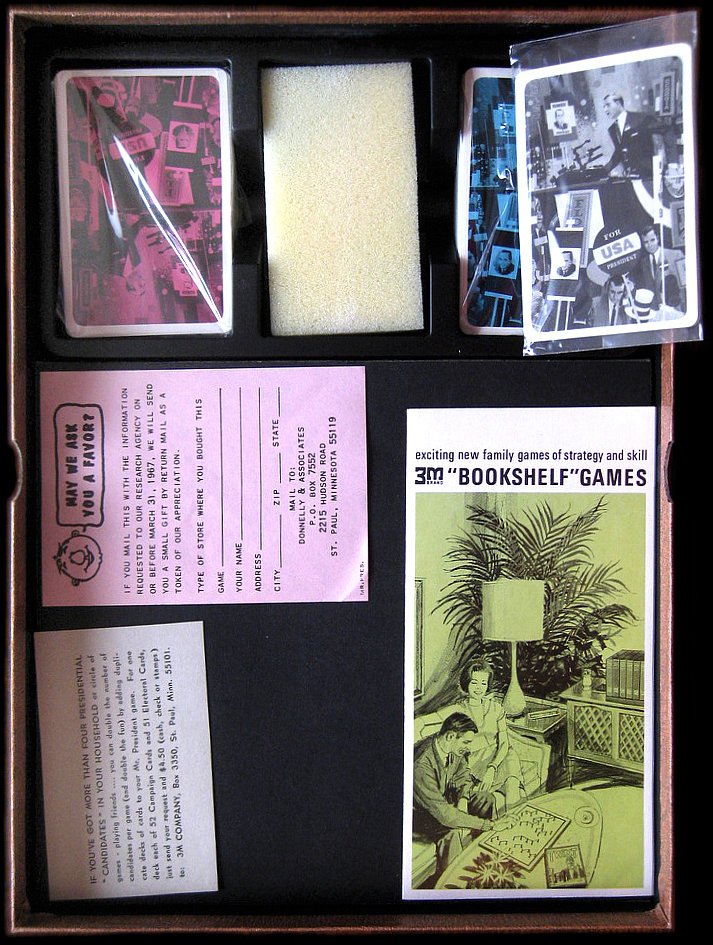 USA
FOR
USA
PRESIDENT
MAY WE ASK
YOU A FAVOR?
IF YOU MAIL THIS WITH THE INFORMATION
REQUESTED TO OUR RESEARCH AGENCY ON
OR BEFORE MARCH 31, 1967, WE WILL SEND
YOU A SMALL GIFT BY RETURN MAIL AS A
TOKEN OF OUR APPRECIATION.
TYPE OF STORE WHERE YOU BOUGHT THIS
GAME
YOUR NAME
ADDRESS
CITY ZIP STATE
MAIL TO:
DONNELLY & ASSOCIATES
P.O. BOX 7552
2215 HUDSON ROAD
ST. PAUL, MINNESOTA 55119
exciting new family games of strategy and skill
3M BRAND "BOOKSHELF" GAMES
IF YOU'VE GOT MORE THAN FOUR PRESIDENTIAL
"CANDIDATES" IN YOUR HOUSEHOLD or circle of
games - playing friends .... you can double the number of
candidates per game (and double the fun) by adding dupli-
cate decks of cards to your Mr. President game. For one
deck each of 52 Campaign Cards and 51 Electoral Cards,
just send your request and $4.50 (cash, check or stamps)
to: 3M COMPANY, Box 3350, St. Paul, Minn. 55101.